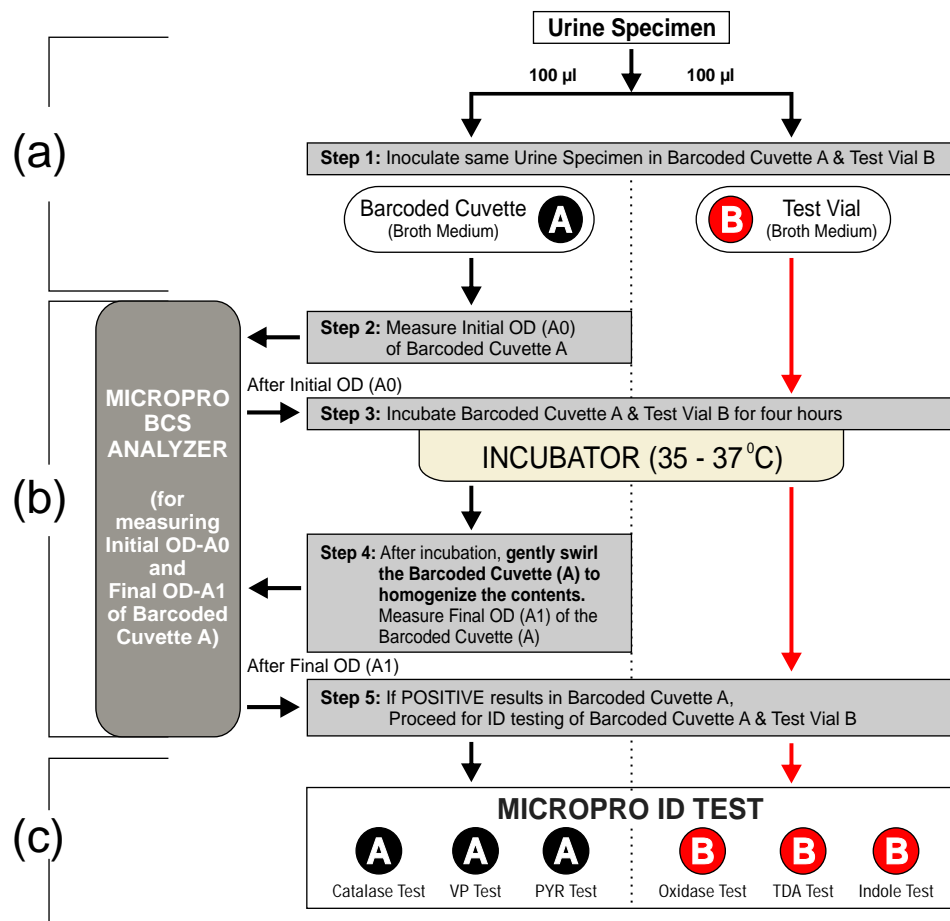 Urine Specimen
100 µl
100 µl
(a)
Step 1: Inoculate same Urine Specimen in Barcoded Cuvette A & Test Vial B
Barcoded Cuvette
(Broth Medium)
A
B
Test Vial
(Broth Medium)
(b)
MICROPRO
BCS
ANALYZER
(for
measuring
Initial OD-A0
and
Final OD-A1
of Barcoded
Cuvette A)
Step 2: Measure Initial OD (A0)
of Barcoded Cuvette A
After Initial OD (A0)
Step 3: Incubate Barcoded Cuvette A & Test Vial B for four hours
INCUBATOR (35 - 37⁰C)
Step 4: After incubation, gently swirl
the Barcoded Cuvette (A) to
homogenize the contents.
Measure Final OD (A1) of the
Barcoded Cuvette (A)
After Final OD (A1)
Step 5: If POSITIVE results in Barcoded Cuvette A,
Proceed for ID testing of Barcoded Cuvette A & Test Vial B
(c)
MICROPRO ID TEST
A A A B B B
Catalase Test VP Test PYR Test Oxidase Test TDA Test Indole Test